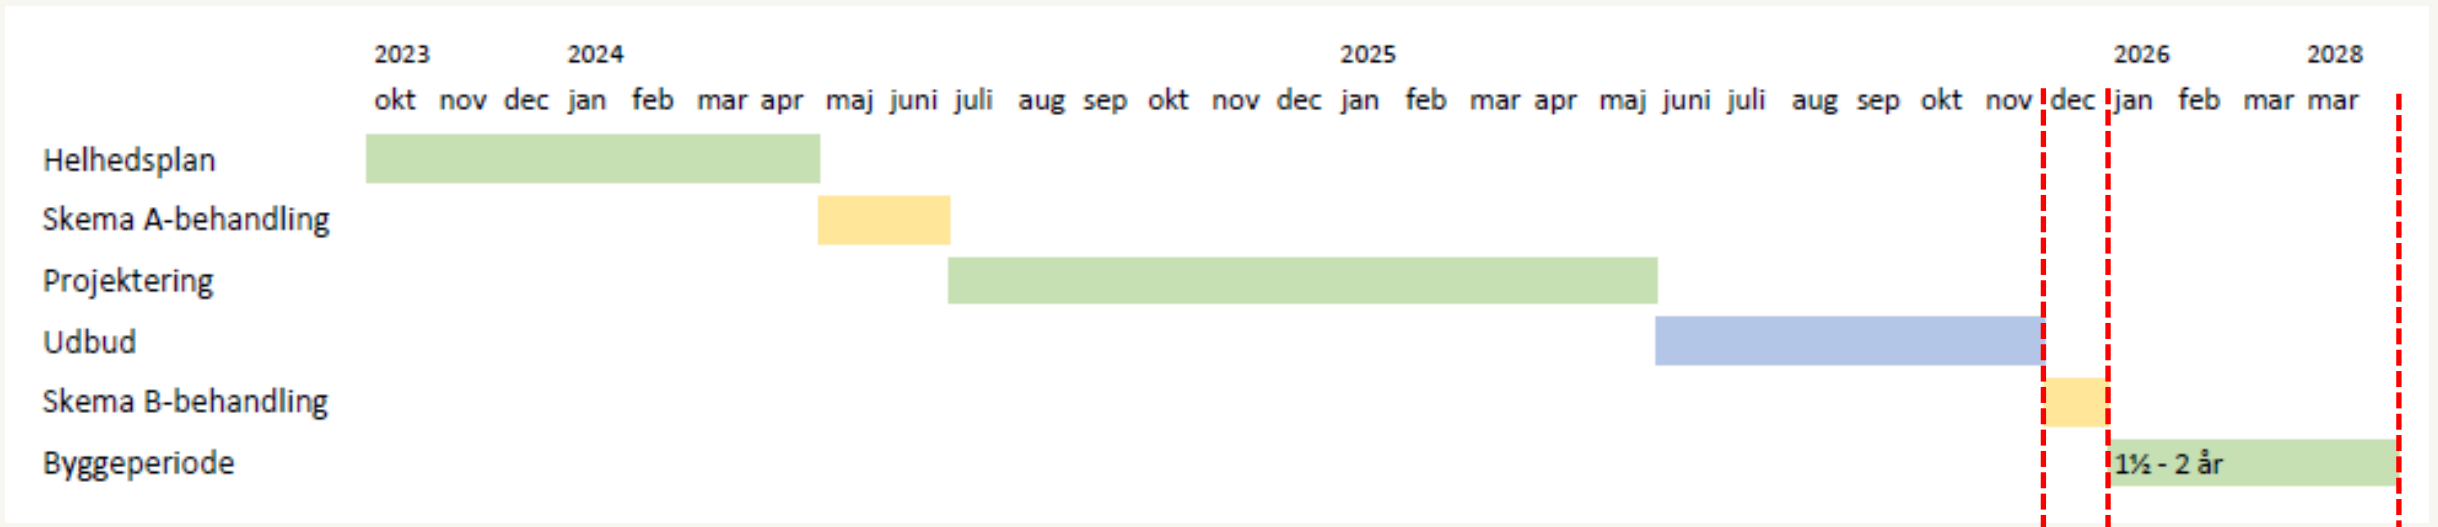 2023 2024 2025 2026 2028
okt nov dec jan feb mar apr maj juni juli aug sep okt nov dec jan feb mar apr maj juni juli aug sep okt nov dec jan feb mar mar
Helhedsplan
Skema A-behandling
Projektering
Udbud
Skema B-behandling
Byggeperiode 1½ - 2 år